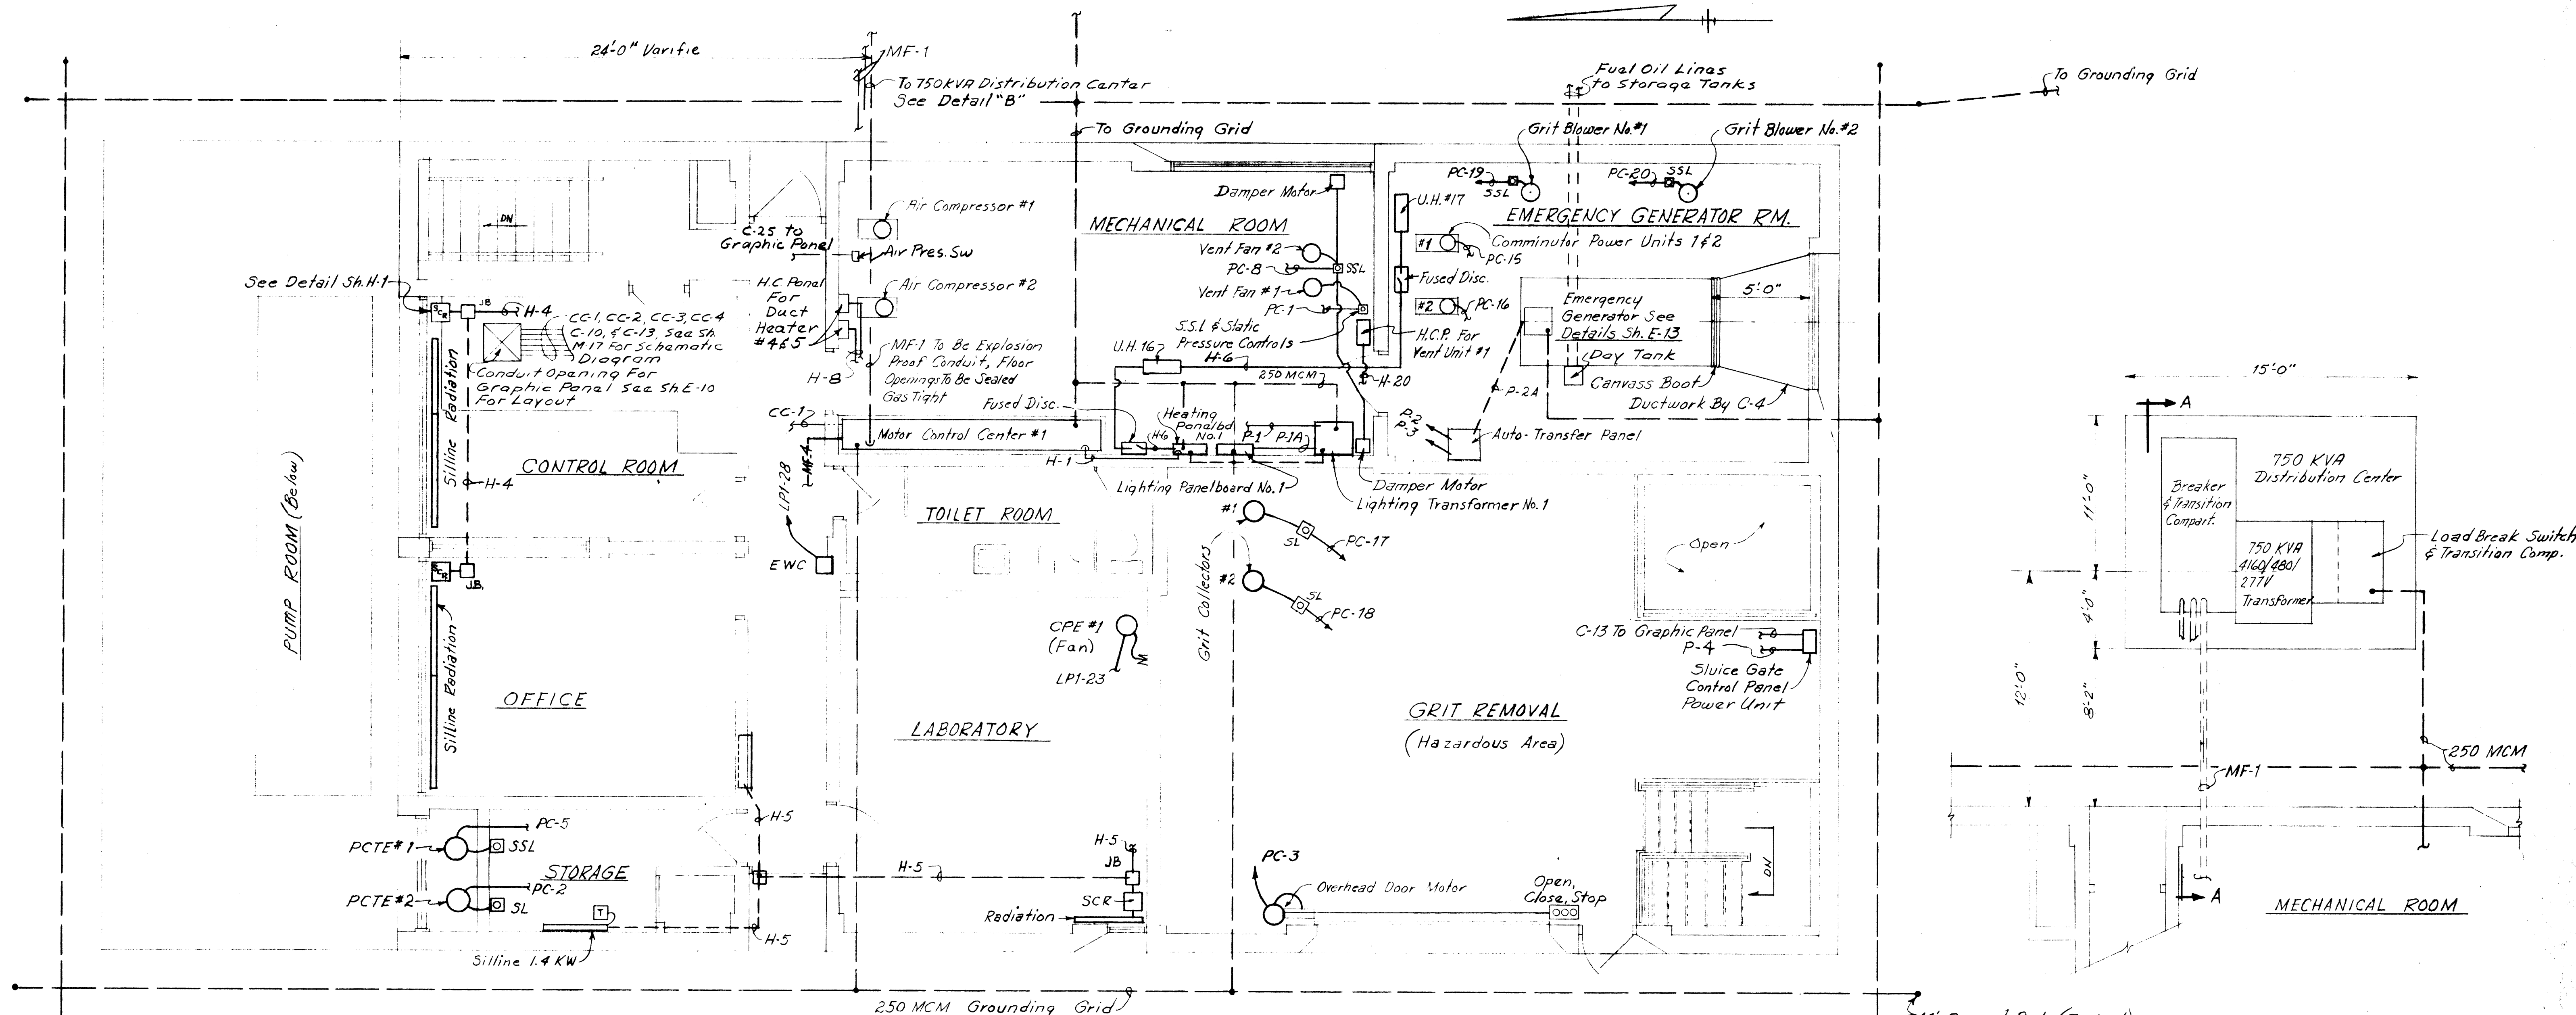 24'-0" Varifie
MF-1
To 750KVA Distribution Center
See Detail "B"
To Grounding Grid
Fuel Oil Lines
to Storage Tanks
To Grounding Grid
Grit Blower No.#1
Grit Blower No.#2
PC-19
SSL
PC-20
SSL
DN
C-25 to
Graphic Panel
Air Compressor #1
Air Pres. Sw
Air Compressor #2
MECHANICAL ROOM
Damper Motor
U.H.#17
EMERGENCY GENERATOR RM.
#1
Comminutor Power Units 1 & 2
PC-15
Vent Fan #2
PC-8
SSL
Vent Fan #1
PC-1
Fused Disc.
#2
PC-16
See Detail Sh. H-1
SCR
JB
H-4
CC-1, CC-2, CC-3, CC-4
C-10, & C-13, See Sh.
M-17 For Schematic
Diagram
Conduit Opening For
Graphic Panel See Sh. E-10
For Layout
H.C. Panel
For
Duct
Heater
#4 & 5
MF-1 To Be Explosion
Proof Conduit, Floor
Openings To Be Sealed
Gas Tight
H-8
S.S.L & Static
Pressure Controls
H.C.P. For
Vent Unit #1
U.H. 16
H-6
250 MCM
H-20
Emergency
Generator See
Details Sh. E-13
5'-0"
Day Tank
Canvass Boot
Ductwork By C-4
P-2A
Fused Disc.
CC-1
Motor Control Center #1
H-6
Heating
Panelbd
No.1
P-1
P-1A
P-2
P-3
Auto-Transfer Panel
H-1
MF-4
LP1-28
Lighting Panelboard No.1
Damper Motor
Lighting Transformer No.1
Silline Radiation
H-4
CONTROL ROOM
PUMP ROOM (Below)
TOILET ROOM
#1
SL
PC-17
Open
EWC
SCR
J.B.
Grit Collectors
#2
SL
PC-18
CPE #1
(Fan)
LP1-23
M
C-13 To Graphic Panel
P-4
Sluice Gate
Control Panel
Power Unit
Silline Radiation
OFFICE
LABORATORY
GRIT REMOVAL
(Hazardous Area)
PCTE#1
PC-5
SSL
STORAGE
PCTE#2
PC-2
SL
T
Silline 1.4 KW
H-5
H-5
H-5
H-5
JB
SCR
Radiation
PC-3
Overhead Door Motor
Open,
Close, Stop
DN
250 MCM Grounding Grid
15'-0"
A
11'-0"
4'-0"
12'-0"
8'-2"
750 KVA
Distribution Center
Breaker
& Transition
Compart.
750 KVA
4160/480/
277V
Transformer
Load Break Switch
& Transition Comp.
250 MCM
MF-1
A
MECHANICAL ROOM